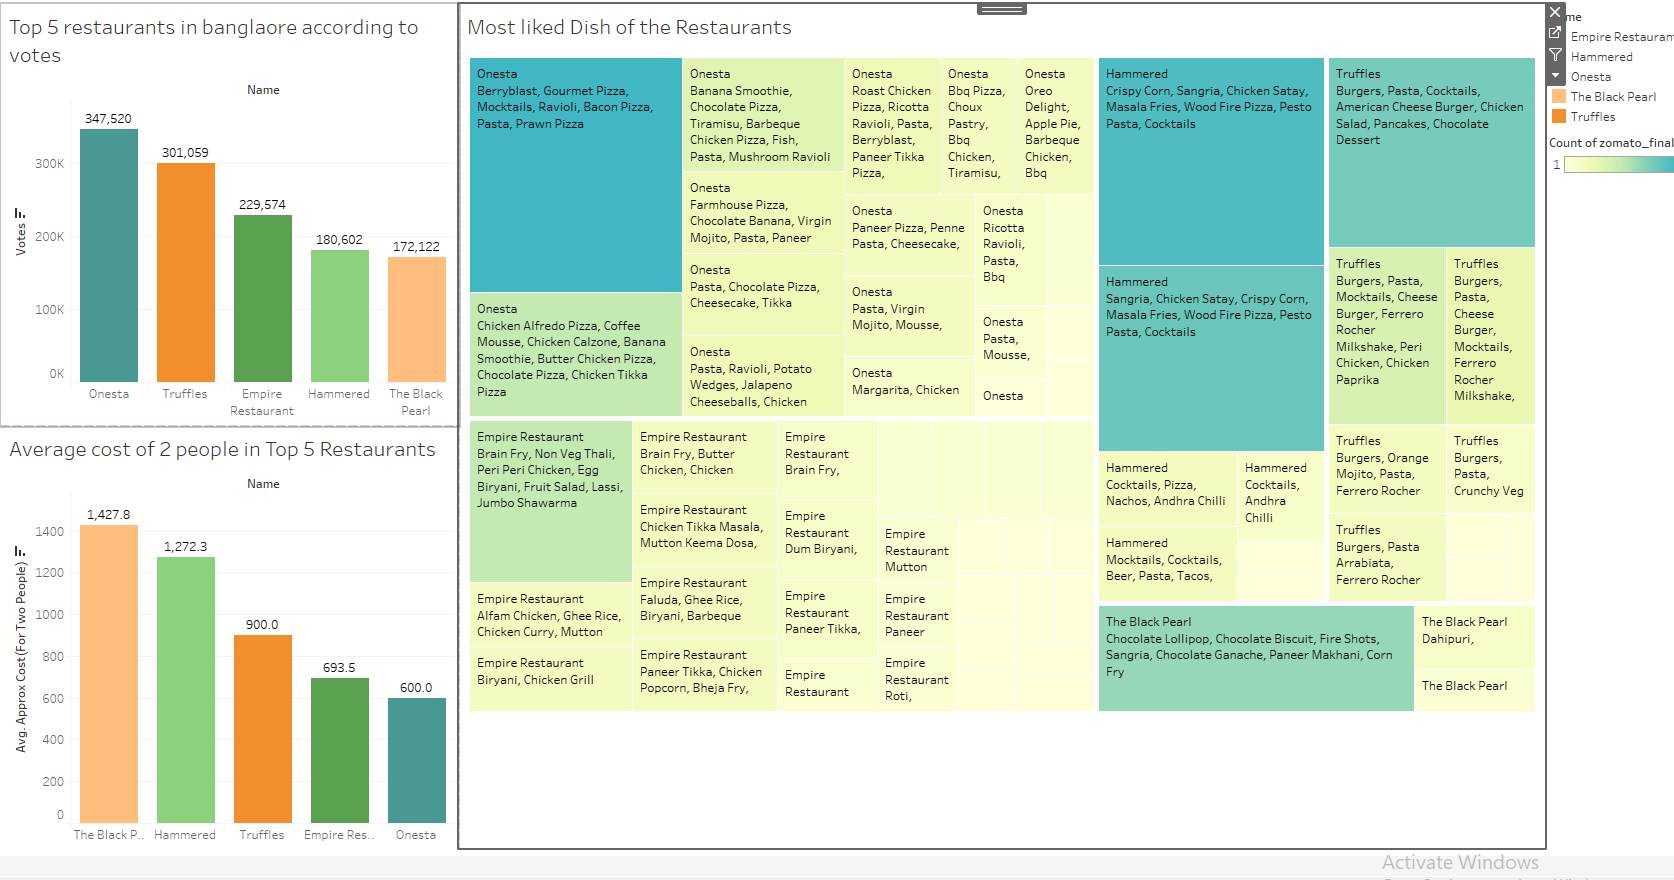 Top 5 restaurants in banglaore according to
votes
Name
Votes
300K
200K
100K
0K
347,520
301,059
229,574
180,602
172,122
Onesta
Truffles
Empire
Restaurant
Hammered
The Black
Pearl
Average cost of 2 people in Top 5 Restaurants
Name
Avg. Approx Cost(For Two People)
1400
1200
1000
800
600
400
200
0
1,427.8
1,272.3
900.0
693.5
600.0
The Black P..
Hammered
Truffles
Empire Res..
Onesta
Most liked Dish of the Restaurants
Onesta
Berryblast, Gourmet Pizza,
Mocktails, Ravioli, Bacon Pizza,
Pasta, Prawn Pizza
Onesta
Chicken Alfredo Pizza, Coffee
Mousse, Chicken Calzone, Banana
Smoothie, Butter Chicken Pizza,
Chocolate Pizza, Chicken Tikka
Pizza
Onesta
Banana Smoothie,
Chocolate Pizza,
Tiramisu, Barbeque
Chicken Pizza, Fish,
Pasta, Mushroom Ravioli
Onesta
Farmhouse Pizza,
Chocolate Banana, Virgin
Mojito, Pasta, Paneer
Onesta
Pasta, Chocolate Pizza,
Cheesecake, Tikka
Onesta
Pasta, Ravioli, Potato
Wedges, Jalapeno
Cheeseballs, Chicken
Onesta
Roast Chicken
Pizza, Ricotta
Ravioli, Pasta,
Berryblast,
Paneer Tikka
Pizza,
Onesta
Bbq Pizza,
Choux
Pastry,
Bbq
Chicken,
Tiramisu,
Onesta
Oreo
Delight,
Apple Pie,
Barbeque
Chicken,
Bbq
Onesta
Paneer Pizza, Penne
Pasta, Cheesecake,
Onesta
Pasta, Virgin
Mojito, Mousse,
Onesta
Margarita, Chicken
Onesta
Ricotta
Ravioli,
Pasta,
Bbq
Onesta
Pasta,
Mousse,
Onesta
Empire Restaurant
Brain Fry, Non Veg Thali,
Peri Peri Chicken, Egg
Biryani, Fruit Salad, Lassi,
Jumbo Shawarma
Empire Restaurant
Alfam Chicken, Ghee Rice,
Chicken Curry, Mutton
Empire Restaurant
Biryani, Chicken Grill
Empire Restaurant
Brain Fry, Butter
Chicken, Chicken
Empire Restaurant
Chicken Tikka Masala,
Mutton Keema Dosa,
Empire Restaurant
Faluda, Ghee Rice,
Biryani, Barbeque
Empire Restaurant
Paneer Tikka, Chicken
Popcorn, Bheja Fry,
Empire
Restaurant
Brain Fry,
Empire
Restaurant
Dum Biryani,
Empire
Restaurant
Paneer Tikka,
Empire
Restaurant
Empire
Restaurant
Mutton
Empire
Restaurant
Paneer
Empire
Restaurant
Roti,
Hammered
Crispy Corn, Sangria, Chicken Satay,
Masala Fries, Wood Fire Pizza, Pesto
Pasta, Cocktails
Hammered
Sangria, Chicken Satay, Crispy Corn,
Masala Fries, Wood Fire Pizza, Pesto
Pasta, Cocktails
Hammered
Cocktails, Pizza,
Nachos, Andhra Chilli
Hammered
Mocktails, Cocktails,
Beer, Pasta, Tacos,
Hammered
Cocktails,
Andhra
Chilli
Truffles
Burgers, Pasta, Cocktails,
American Cheese Burger, Chicken
Salad, Pancakes, Chocolate
Dessert
Truffles
Burgers, Pasta,
Mocktails, Cheese
Burger, Ferrero
Rocher
Milkshake, Peri
Chicken, Chicken
Paprika
Truffles
Burgers,
Pasta,
Cheese
Burger,
Mocktails,
Ferrero
Rocher
Milkshake,
Truffles
Burgers, Orange
Mojito, Pasta,
Ferrero Rocher
Truffles
Burgers,
Pasta,
Crunchy Veg
Truffles
Burgers, Pasta
Arrabiata,
Ferrero Rocher
The Black Pearl
Chocolate Lollipop, Chocolate Biscuit, Fire Shots,
Sangria, Chocolate Ganache, Paneer Makhani, Corn
Fry
The Black Pearl
Dahipuri,
The Black Pearl
me
Empire Restauran
Hammered
Onesta
The Black Pearl
Truffles
Count of zomato_final
1
Activate Windows